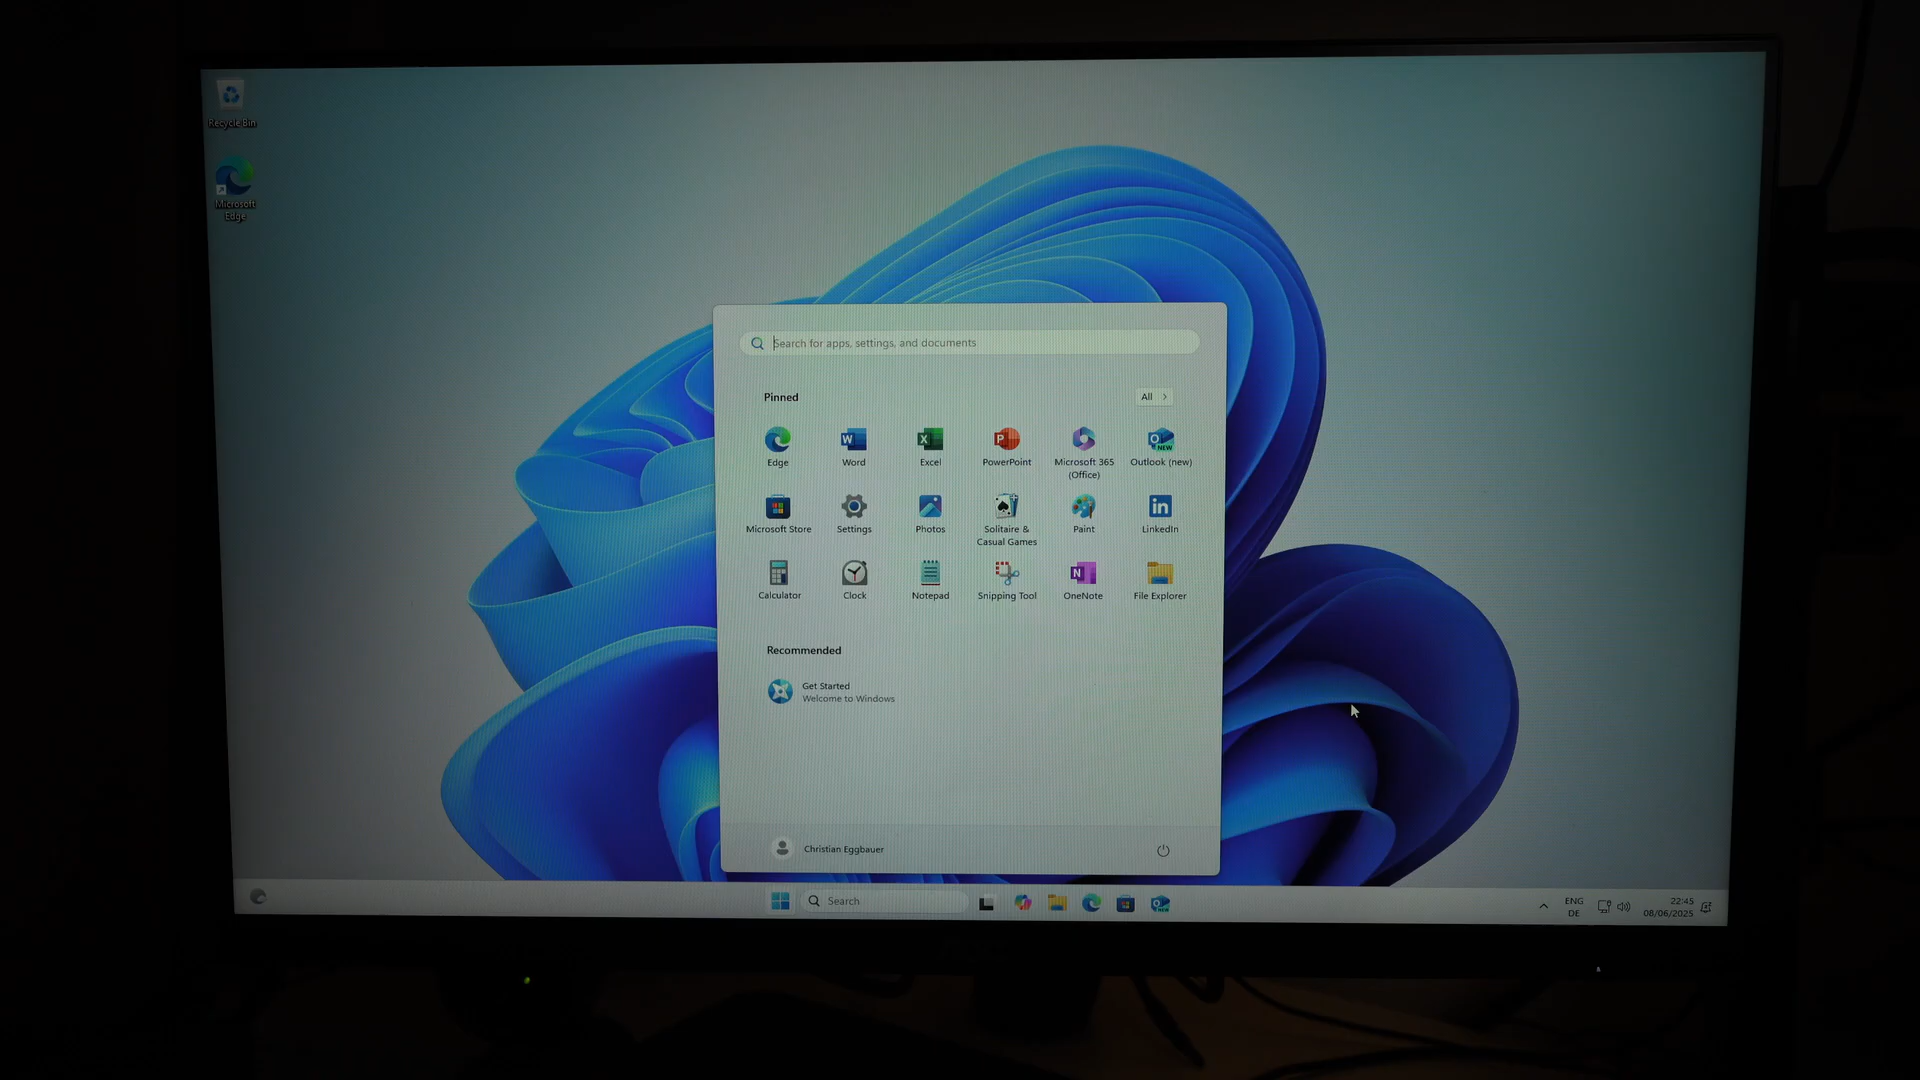 Recycle Bin
Microsoft
Edge
Search for apps, settings, and documents
Pinned
All
Edge
Word
Excel
PowerPoint
Microsoft 365
(Office)
Outlook (new)
Microsoft Store
Settings
Photos
Solitaire &
Casual Games
Paint
LinkedIn
Calculator
Clock
Notepad
Snipping Tool
OneNote
File Explorer
Recommended
Get Started
Welcome to Windows
Christian Eggbauer
Search
ENG
DE
22:45
08/06/2025